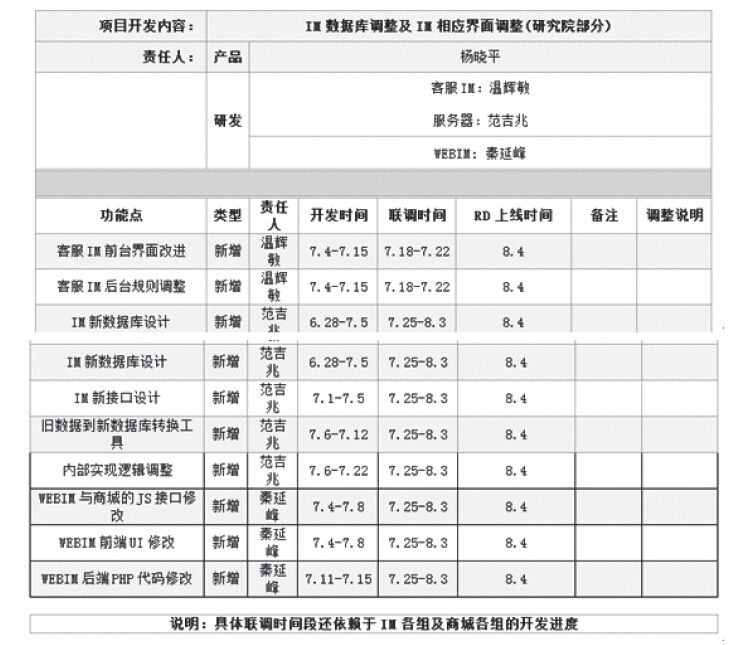 项目开发内容: IM 数据库调整及 IM 相应界面调整(研究院部分)
责任人: 产品 杨晓平
客服 IM: 温辉敏
研发 服务器: 范吉兆
WEBIM: 秦延峰
功能点 类型 责任人 开发时间 联调时间 RD 上线时间 备注 调整说明
客服 IM 前台界面改进 新增 温辉敏 7.4-7.15 7.18-7.22 8.4
客服 IM 后台规则调整 新增 温辉敏 7.4-7.15 7.18-7.22 8.4
IM 新数据库设计 新增 范吉兆 6.28-7.5 7.25-8.3 8.4
IM 新数据库设计 新增 范吉兆 6.28-7.5 7.25-8.3 8.4
IM 新接口设计 新增 范吉兆 7.1-7.5 7.25-8.3 8.4
旧数据到新数据库转换工具 新增 范吉兆 7.6-7.12 7.25-8.3 8.4
内部实现逻辑调整 新增 范吉兆 7.6-7.22 7.25-8.3 8.4
WEBIM 与商城的 JS 接口修改 新增 秦延峰 7.4-7.8 7.25-8.3 8.4
WEBIM 前端 UI 修改 新增 秦延峰 7.4-7.8 7.25-8.3 8.4
WEBIM 后端 PHP 代码修改 新增 秦延峰 7.11-7.15 7.25-8.3 8.4
说明: 具体联调时间段还依赖于 IM 各组及商城各组的开发进度